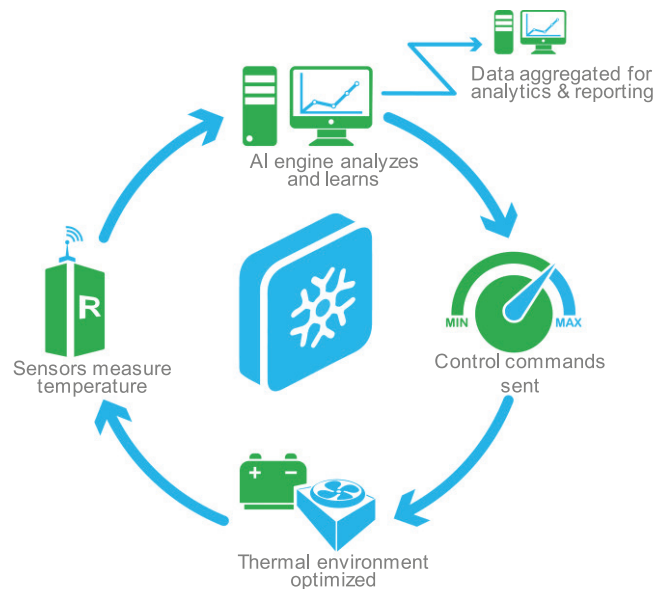 Data aggregated for
analytics & reporting
AI engine analyzes
and learns
R
Sensors measure
temperature
MIN
MAX
Control commands
sent
+ −
Thermal environment
optimized